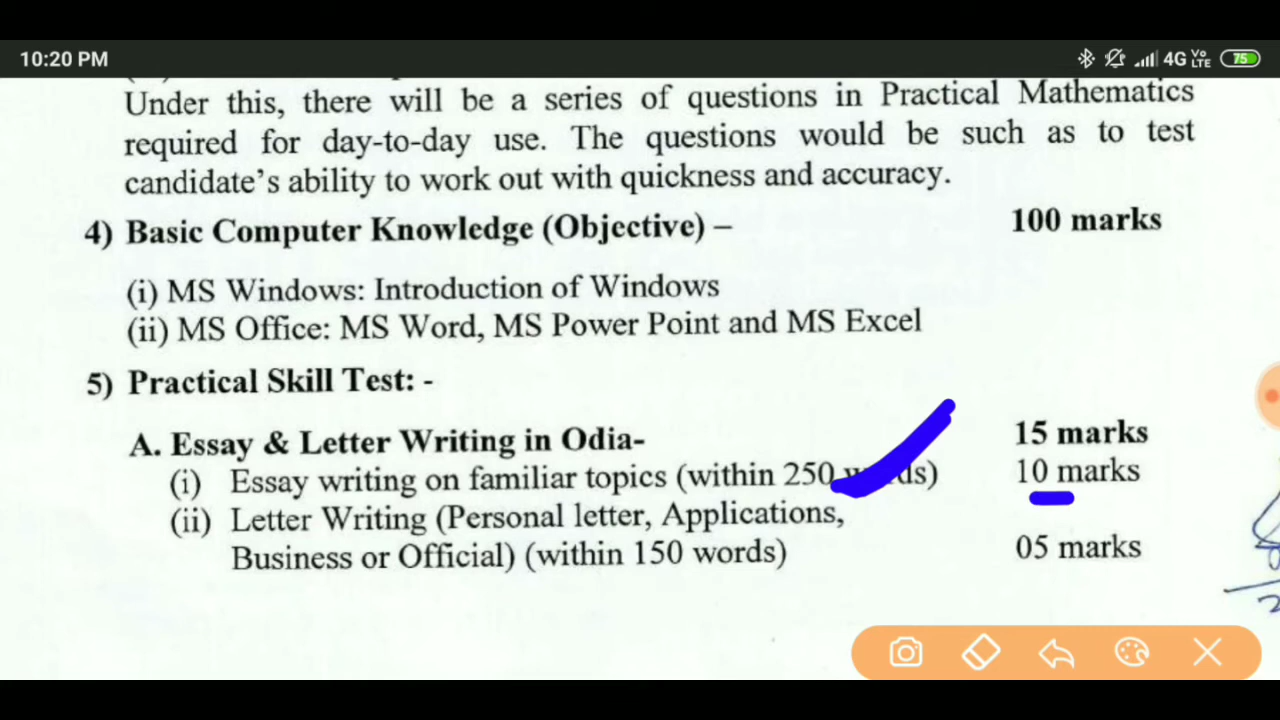 10:20 PM
4G Vo LTE 75
Under this, there will be a series of questions in Practical Mathematics
required for day-to-day use. The questions would be such as to test
candidate's ability to work out with quickness and accuracy.
4) Basic Computer Knowledge (Objective) – 100 marks
(i) MS Windows: Introduction of Windows
(ii) MS Office: MS Word, MS Power Point and MS Excel
5) Practical Skill Test: -
A. Essay & Letter Writing in Odia- 15 marks
(i) Essay writing on familiar topics (within 250 words) 10 marks
(ii) Letter Writing (Personal letter, Applications,
Business or Official) (within 150 words) 05 marks